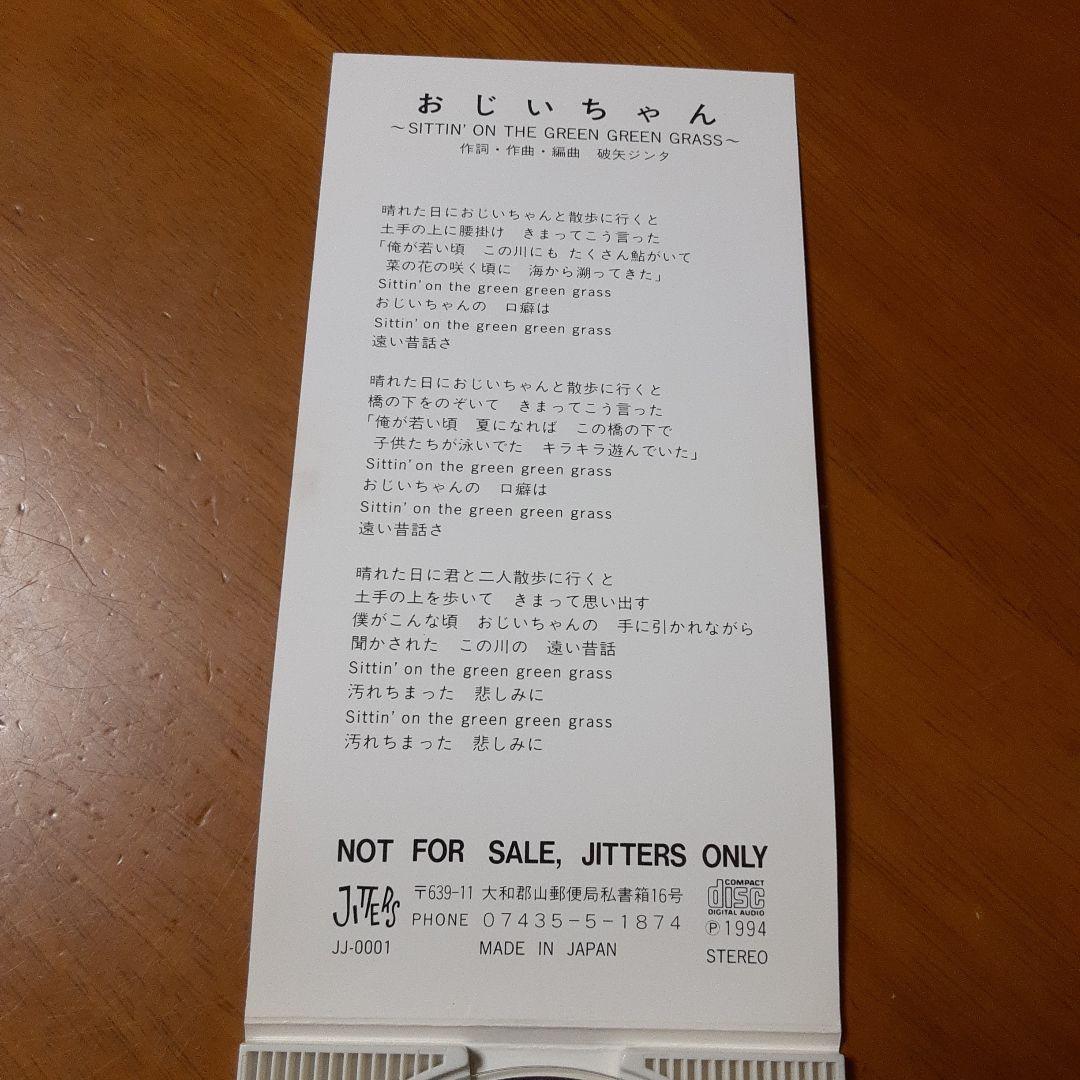 おじいちゃん
～SITTIN' ON THE GREEN GREEN GRASS～
作詞・作曲・編曲　破矢ジンタ
晴れた日におじいちゃんと散歩に行くと
土手の上に腰掛け　きまってこう言った
「俺が若い頃　この川にも たくさん鮎がいて
菜の花の咲く頃に　海から溯ってきた」
Sittin' on the green green grass
おじいちゃんの　口癖は
Sittin' on the green green grass
遠い昔話さ
晴れた日におじいちゃんと散歩に行くと
橋の下をのぞいて　きまってこう言った
「俺が若い頃　夏になれば　この橋の下で
子供たちが泳いでた　キラキラ遊んでいた」
Sittin' on the green green grass
おじいちゃんの　口癖は
Sittin' on the green green grass
遠い昔話さ
晴れた日に君と二人散歩に行くと
土手の上を歩いて　きまって思い出す
僕がこんな頃　おじいちゃんの　手に引かれながら
聞かされた　この川の　遠い昔話
Sittin' on the green green grass
汚れちまった　悲しみに
Sittin' on the green green grass
汚れちまった　悲しみに
NOT FOR SALE, JITTERS ONLY
JITTERS
〒639-11 大和郡山郵便局私書箱16号
PHONE 07435-5-1874
JJ-0001
MADE IN JAPAN
COMPACT
disc
DIGITAL AUDIO
Ⓟ1994
STEREO